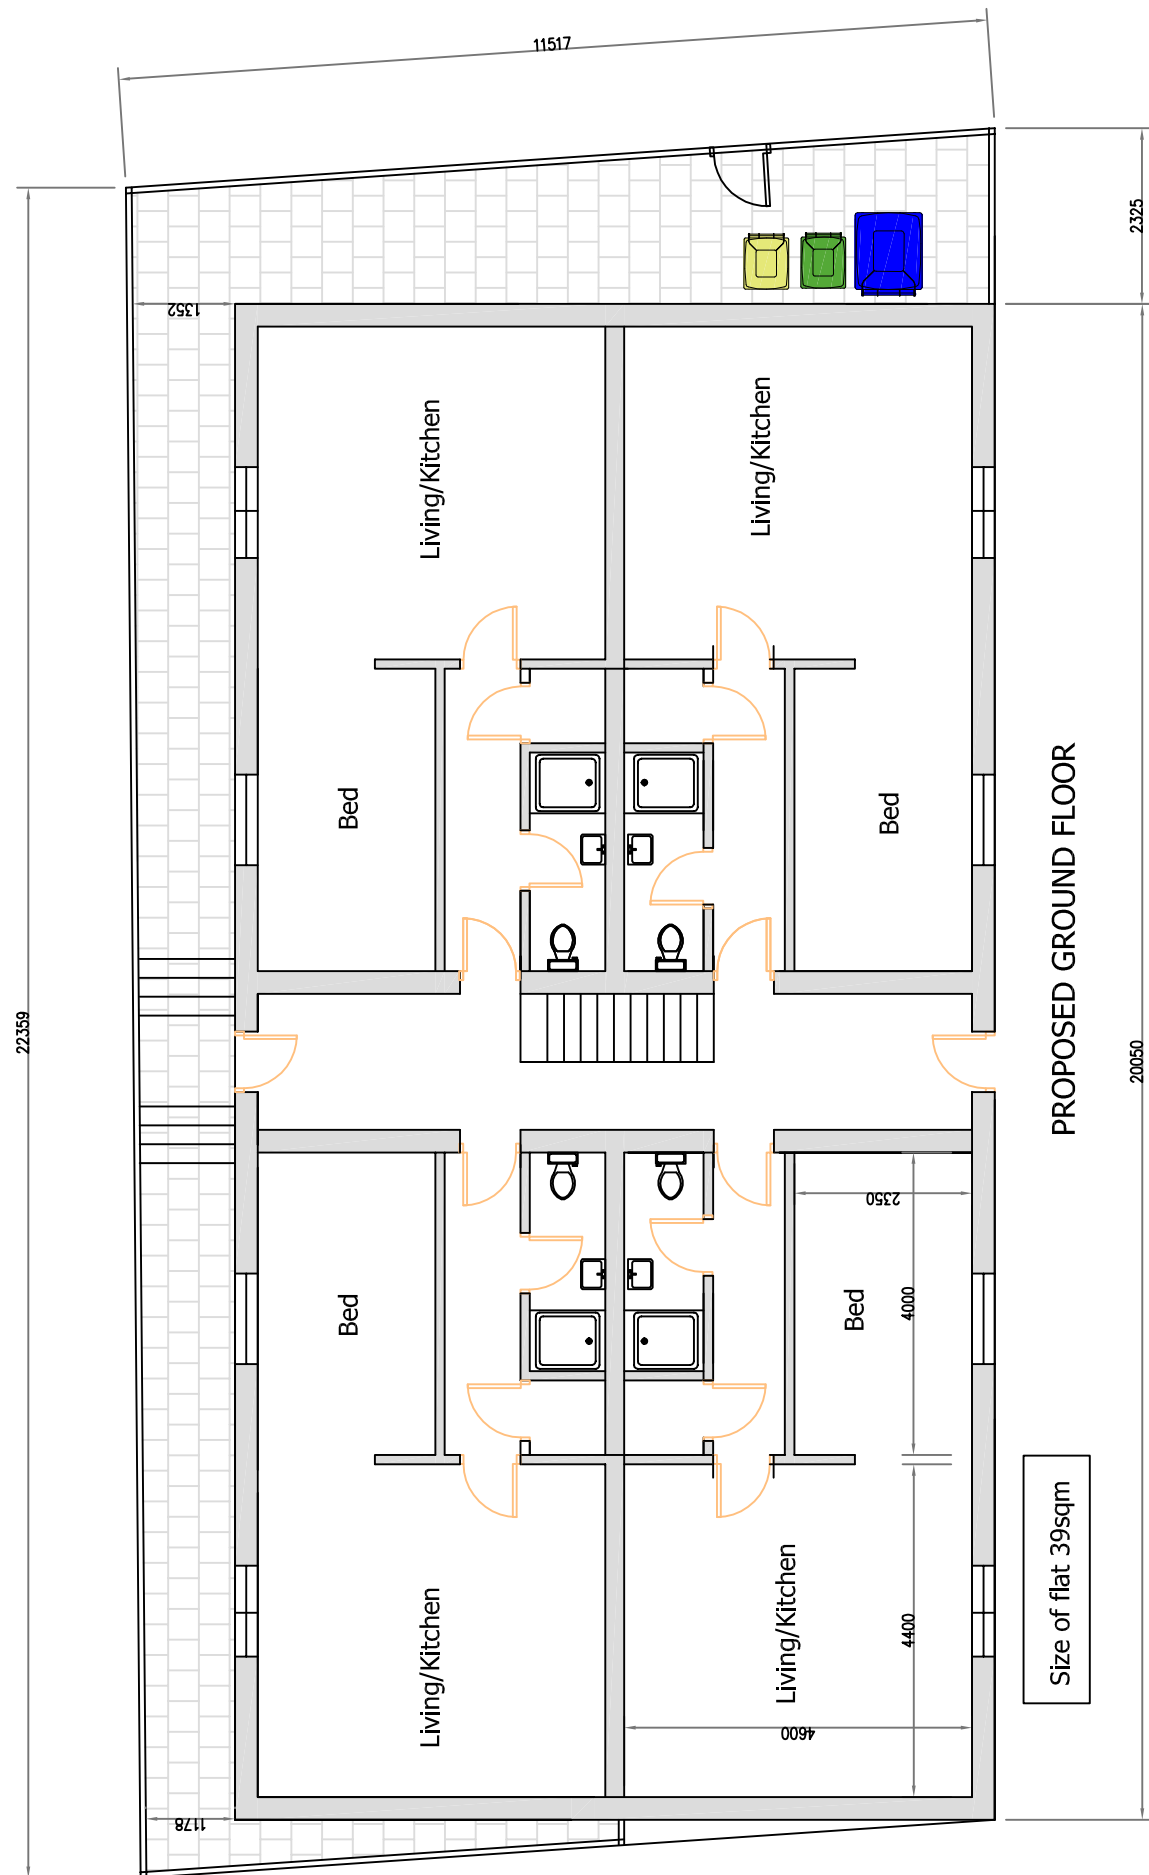 11517
2325
1352
Living/Kitchen
Living/Kitchen
Bed
Bed
PROPOSED GROUND FLOOR
22359
20050
2350
4000
Bed
Bed
Size of flat 39sqm
Living/Kitchen
Living/Kitchen
4400
4600
1178